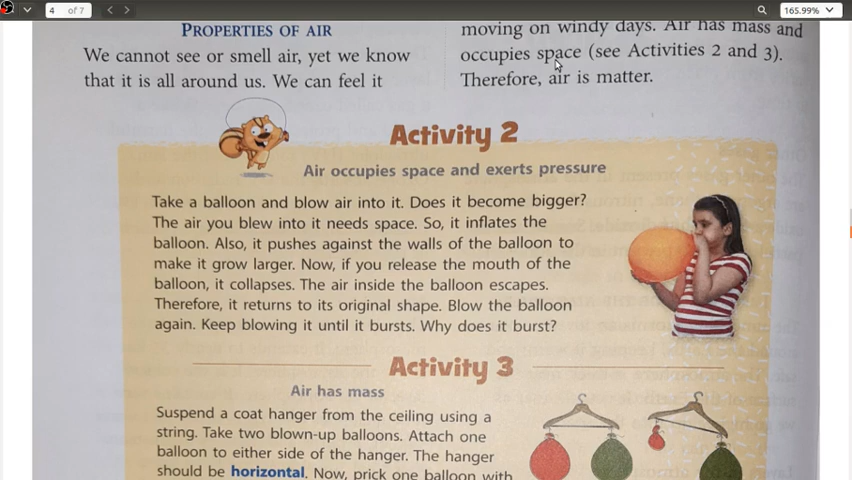 4 of 7
165.99%
PROPERTIES OF AIR
We cannot see or smell air, yet we know
that it is all around us. We can feel it
moving on windy days. Air has mass and
occupies space (see Activities 2 and 3).
Therefore, air is matter.
Activity 2
Air occupies space and exerts pressure
Take a balloon and blow air into it. Does it become bigger?
The air you blew into it needs space. So, it inflates the
balloon. Also, it pushes against the walls of the balloon to
make it grow larger. Now, if you release the mouth of the
balloon, it collapses. The air inside the balloon escapes.
Therefore, it returns to its original shape. Blow the balloon
again. Keep blowing it until it bursts. Why does it burst?
Activity 3
Air has mass
Suspend a coat hanger from the ceiling using a
string. Take two blown-up balloons. Attach one
balloon to either side of the hanger. The hanger
should be horizontal. Now, prick one balloon with